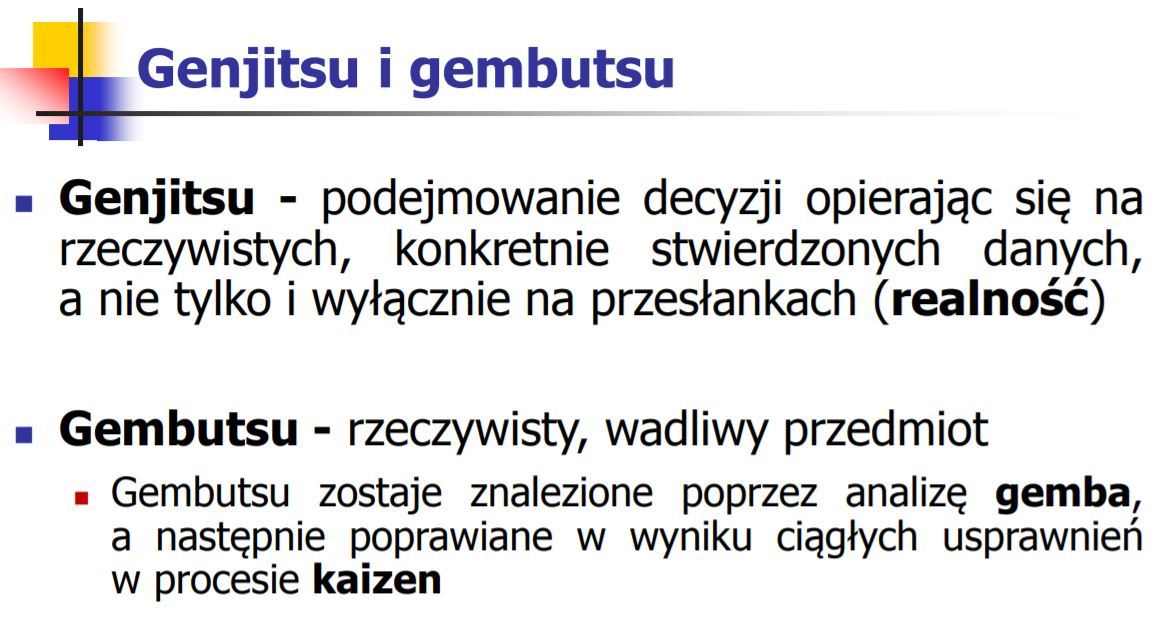 Genjitsu i gembutsu
Genjitsu - podejmowanie decyzji opierając się na
rzeczywistych, konkretnie stwierdzonych danych,
a nie tylko i wyłącznie na przesłankach (realność)
Gembutsu - rzeczywisty, wadliwy przedmiot
Gembutsu zostaje znalezione poprzez analizę gemba,
a następnie poprawiane w wyniku ciągłych usprawnień
w procesie kaizen